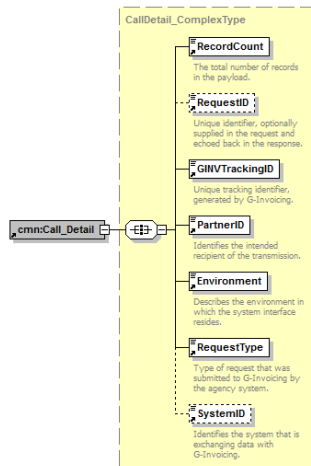 CallDetail_ComplexType
RecordCount
The total number of records
in the payload.
RequestID
Unique identifier, optionally
supplied in the request and
echoed back in the response.
GINVTrackingID
Unique tracking identifier,
generated by G-Invoicing.
cmn:Call_Detail
PartnerID
Identifies the intended
recipient of the transmission.
Environment
Describes the environment in
which the system interface
resides.
RequestType
Type of request that was
submitted to G-Invoicing by
the agency system.
SystemID
Identifies the system that is
exchanging data with
G-Invoicing.